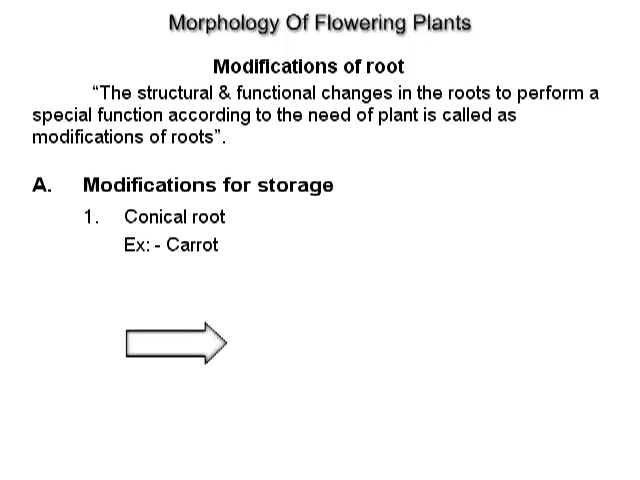 Morphology Of Flowering Plants
Modifications of root
“The structural & functional changes in the roots to perform a
special function according to the need of plant is called as
modifications of roots”.
A. Modifications for storage
1. Conical root
Ex: - Carrot